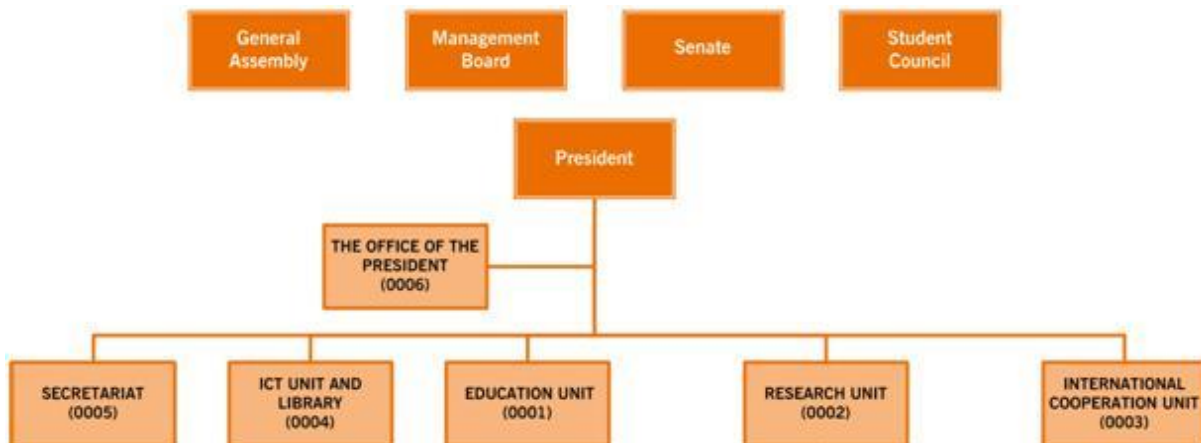 General
Assembly
Management
Board
Senate
Student
Council
President
THE OFFICE OF THE
PRESIDENT
(0006)
SECRETARIAT
(0005)
ICT UNIT AND
LIBRARY
(0004)
EDUCATION UNIT
(0001)
RESEARCH UNIT
(0002)
INTERNATIONAL
COOPERATION UNIT
(0003)